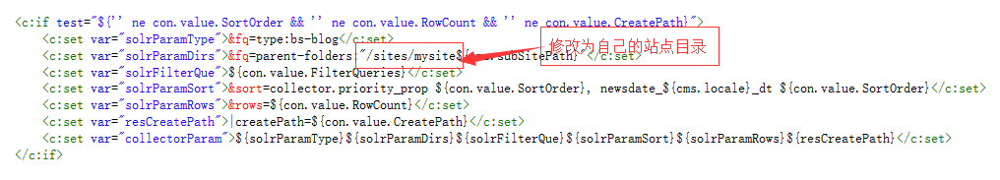 <c:if test="${'' ne con.value.SortOrder && '' ne con.value.RowCount && '' ne con.value.CreatePath}">
<c:set var="solrParamType">&fq=type:bs-blog</c:set>
<c:set var="solrParamDirs">&fq=parent-folders:"/sites/mysite${ subSitePath}"</c:set>
修改为自己的站点目录
<c:set var="solrFilterQue">${con.value.FilterQueries}</c:set>
<c:set var="solrParamSort">&sort=collector.priority_prop ${con.value.SortOrder}, newsdate_${cms.locale}_dt ${con.value.SortOrder}</c:set>
<c:set var="solrParamRows">&rows=${con.value.RowCount}</c:set>
<c:set var="resCreatePath">|createPath=${con.value.CreatePath}</c:set>
<c:set var="collectorParam">${solrParamType}${solrParamDirs}${solrFilterQue}${solrParamSort}${solrParamRows}${resCreatePath}</c:set>
</c:if>